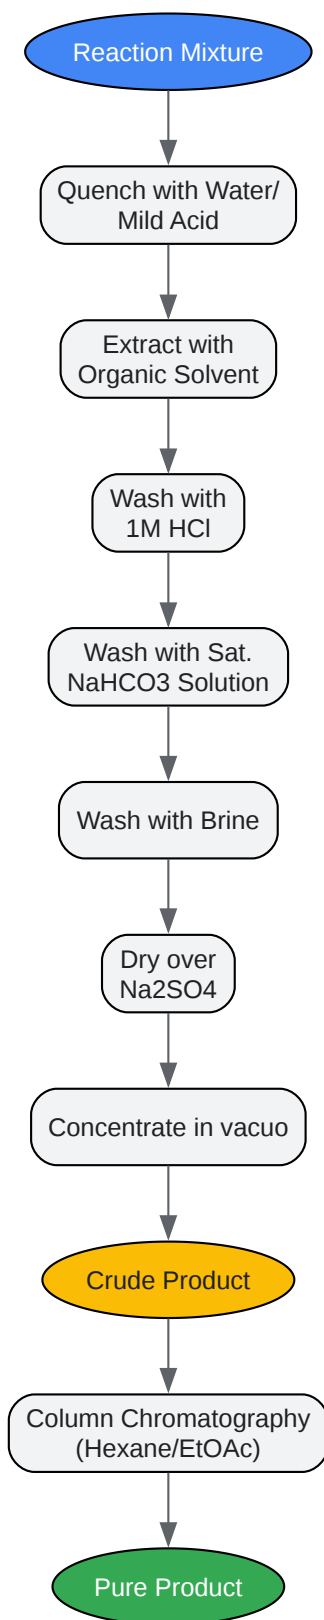 Reaction Mixture
Quench with Water/
Mild Acid
Extract with
Organic Solvent
Wash with
1M HCl
Wash with Sat.
NaHCO3 Solution
Wash with Brine
Dry over
Na2SO4
Concentrate in vacuo
Crude Product
Column Chromatography
(Hexane/EtOAc)
Pure Product